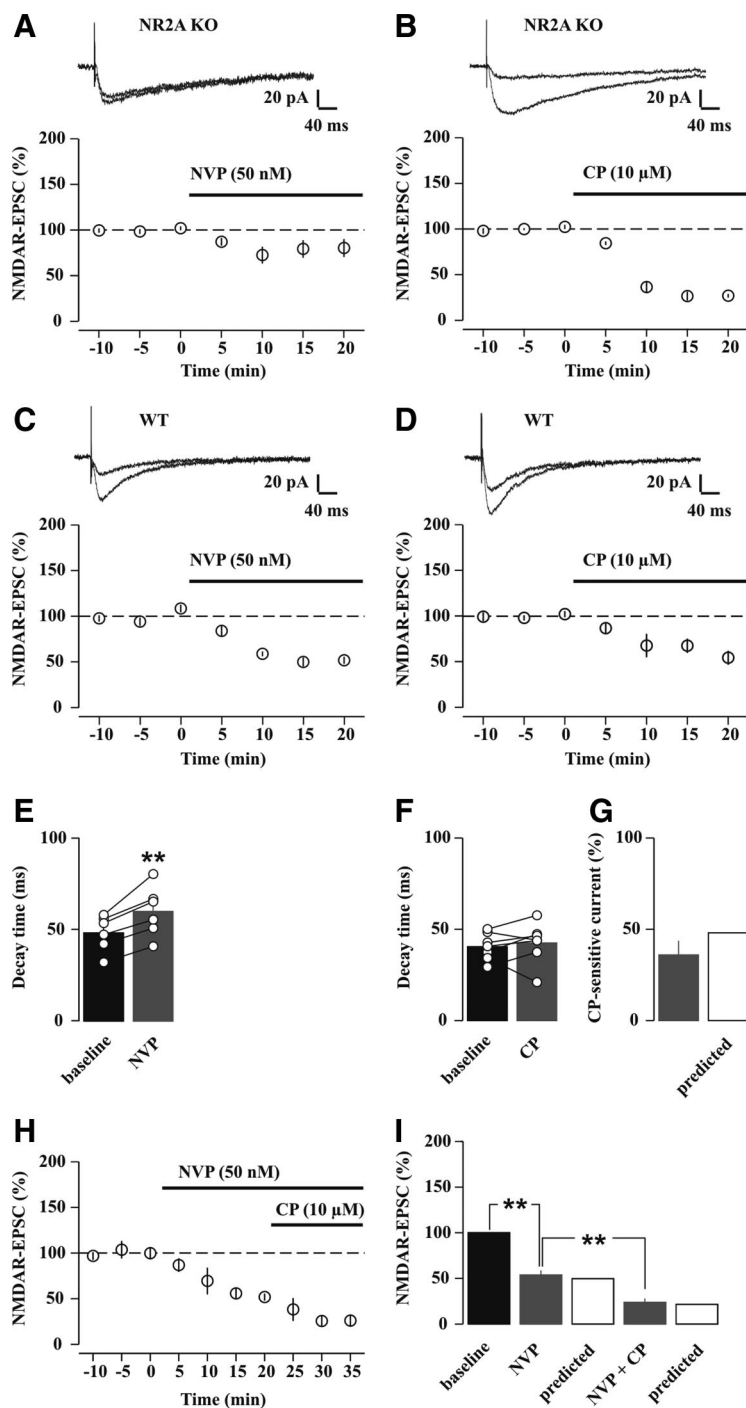 A
NR2A KO
20 pA
40 ms
NMDAR-EPSC (%)
200
150
100
50
0
NVP (50 nM)
-10 -5 0 5 10 15 20
Time (min)
B
NR2A KO
20 pA
40 ms
NMDAR-EPSC (%)
200
150
100
50
0
CP (10 µM)
-10 -5 0 5 10 15 20
Time (min)
C
WT
20 pA
40 ms
NMDAR-EPSC (%)
200
150
100
50
0
NVP (50 nM)
-10 -5 0 5 10 15 20
Time (min)
D
WT
20 pA
40 ms
NMDAR-EPSC (%)
200
150
100
50
0
CP (10 µM)
-10 -5 0 5 10 15 20
Time (min)
E
Decay time (ms)
100
50
0
**
baseline
NVP
F
Decay time (ms)
100
50
0
baseline
CP
G
CP-sensitive current (%)
100
50
0
predicted
H
NMDAR-EPSC (%)
200
150
100
50
0
NVP (50 nM)
CP (10 µM)
-10 -5 0 5 10 15 20 25 30 35
Time (min)
I
NMDAR-EPSC (%)
200
150
100
50
0
**
**
baseline
NVP
predicted
NVP + CP
predicted